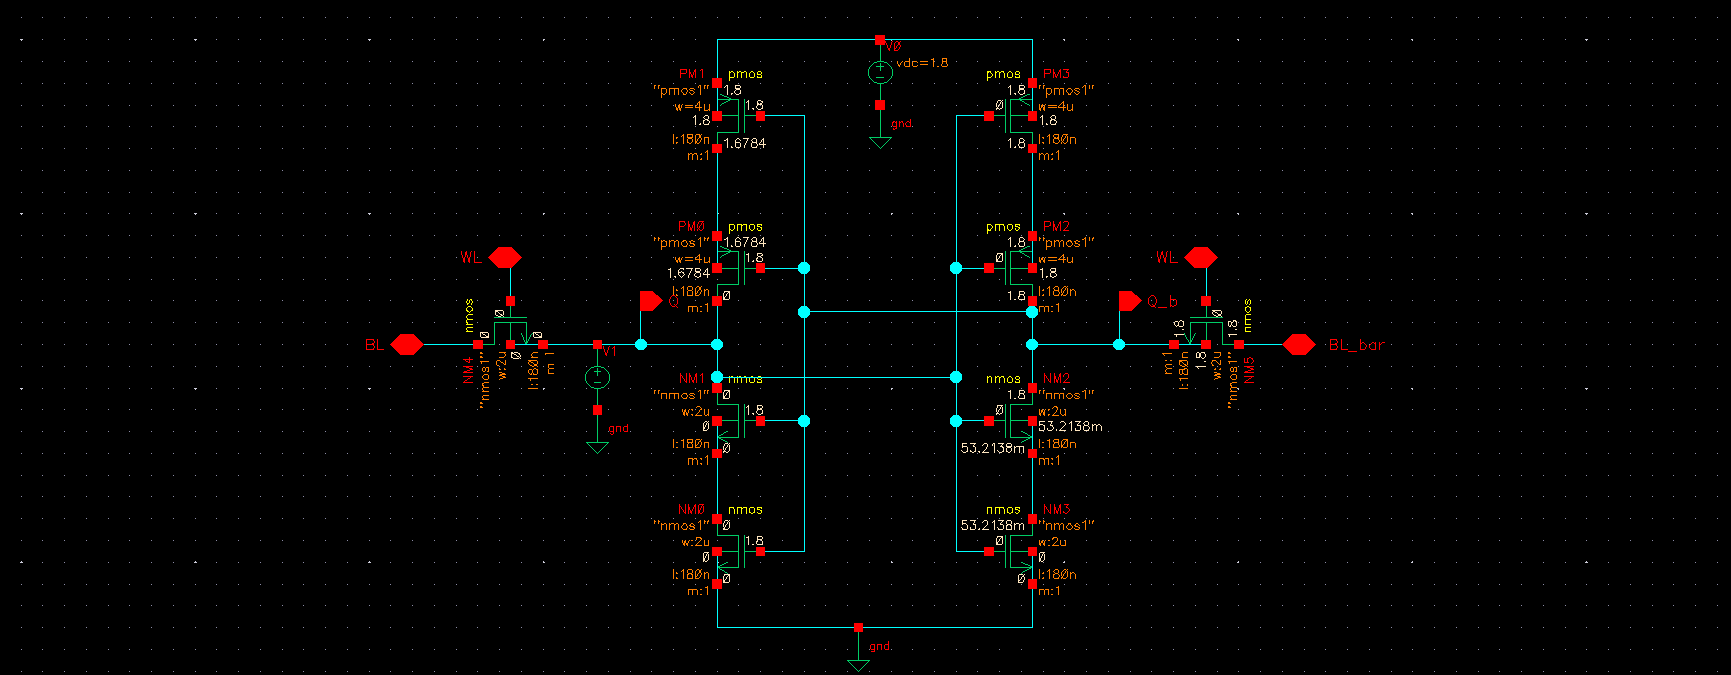 V0
vdc=1.8
gnd
PM1
pmos
"pmos1"
1.8
w=4u
1.8
1.8
l:180n
1.6784
m:1
pmos
PM3
1.8
"pmos1"
0
w=4u
1.8
l:180n
1.8
m:1
PM0
pmos
"pmos1"
1.6784
w=4u
1.8
1.6784
l:180n
0
m:1
pmos
PM2
1.8
"pmos1"
0
w=4u
1.8
l:180n
1.8
m:1
WL
Q
nmos
0
0
0
0
BL
NM4
"nmos1"
w:2u
l:180n
m:1
V1
gnd
WL
Q_b
nmos
0
1.8
1.8
1.8
BL_bar
m:1
l:180n
w:2u
"nmos1"
NM5
NM1
nmos
"nmos1"
0
w:2u
1.8
0
l:180n
0
m:1
nmos
NM2
1.8
"nmos1"
0
w:2u
53.2138m
l:180n
53.2138m
m:1
NM0
nmos
"nmos1"
0
w:2u
1.8
0
l:180n
0
m:1
nmos
NM3
53.2138m
"nmos1"
0
w:2u
0
l:180n
0
m:1
gnd